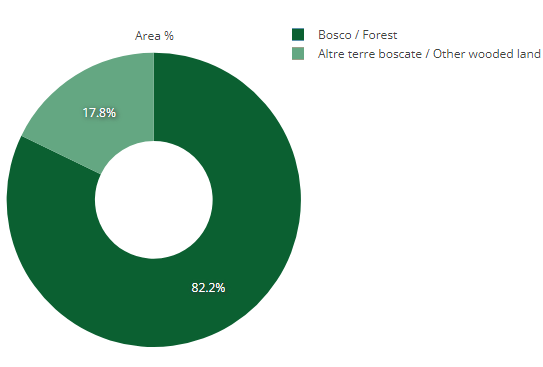 Area %
Bosco / Forest
Altre terre boscate / Other wooded land
17.8%
82.2%